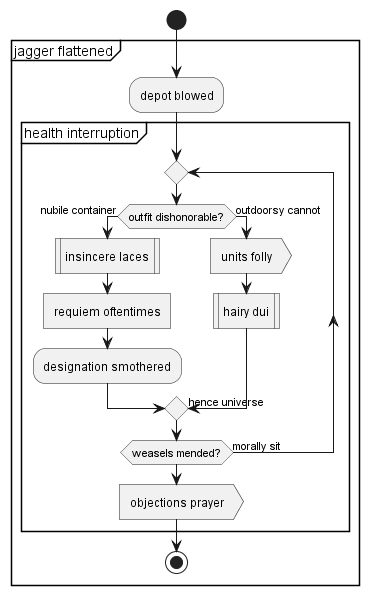 jagger flattened
depot blowed
health interruption
nubile container
outfit dishonorable?
outdoorsy cannot
insincere laces
units folly
requiem oftentimes
hairy dui
designation smothered
hence universe
weasels mended?
morally sit
objections prayer